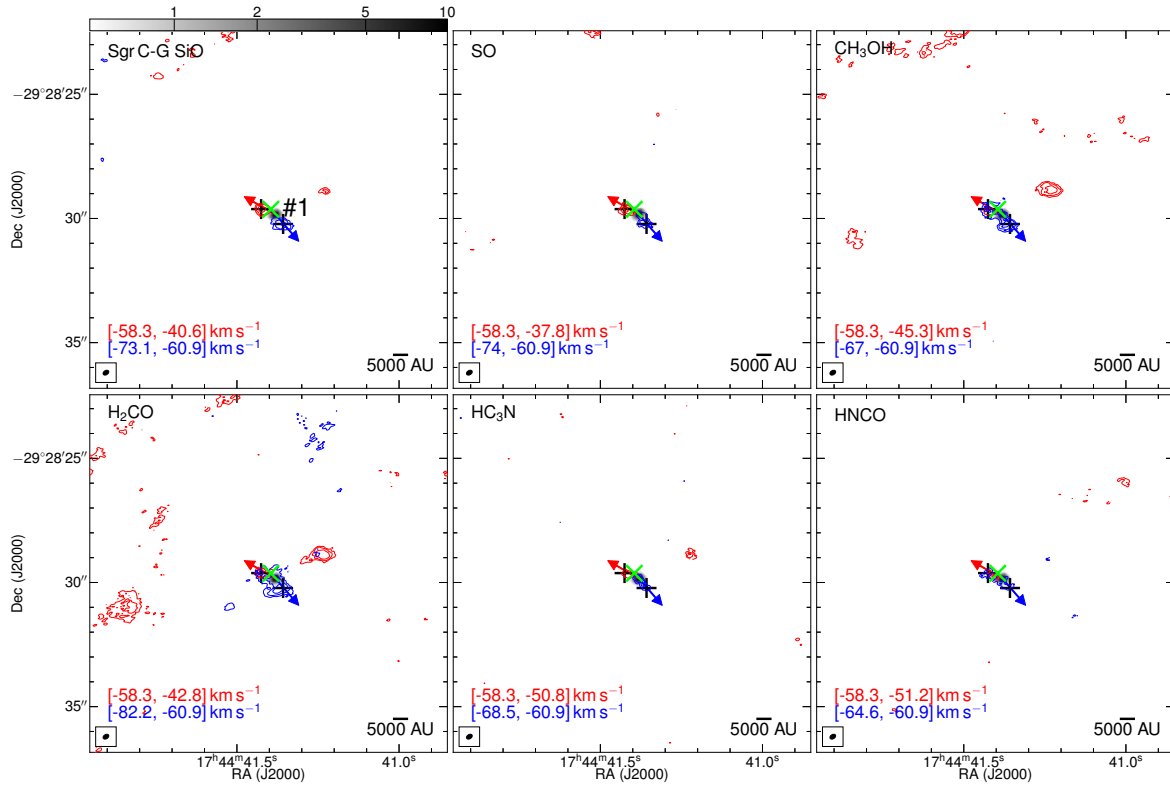 1 2 5 10
Sgr C-G SiO
SO
CH₃OH
−29°28′25″
30″
35″
Dec (J2000)
#1
[-58.3, -40.6] km s⁻¹
[-73.1, -60.9] km s⁻¹
5000 AU
[-58.3, -37.8] km s⁻¹
[-74, -60.9] km s⁻¹
5000 AU
[-58.3, -45.3] km s⁻¹
[-67, -60.9] km s⁻¹
5000 AU
H₂CO
HC₃N
HNCO
−29°28′25″
30″
35″
Dec (J2000)
[-58.3, -42.8] km s⁻¹
[-82.2, -60.9] km s⁻¹
5000 AU
[-58.3, -50.8] km s⁻¹
[-68.5, -60.9] km s⁻¹
5000 AU
[-58.3, -51.2] km s⁻¹
[-64.6, -60.9] km s⁻¹
5000 AU
17ʰ44ᵐ41.5ˢ 41.0ˢ
RA (J2000)
17ʰ44ᵐ41.5ˢ 41.0ˢ
RA (J2000)
17ʰ44ᵐ41.5ˢ 41.0ˢ
RA (J2000)